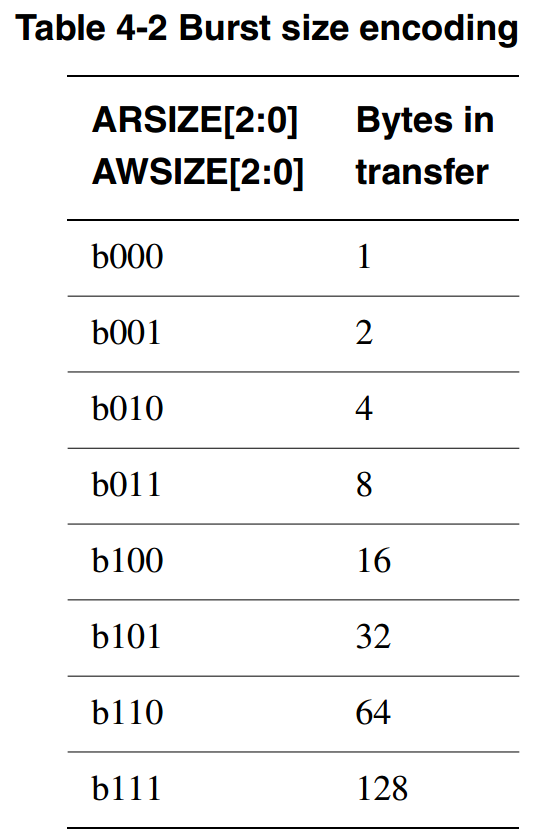 Table 4-2 Burst size encoding
ARSIZE[2:0] Bytes in
AWSIZE[2:0] transfer
b000 1
b001 2
b010 4
b011 8
b100 16
b101 32
b110 64
b111 128